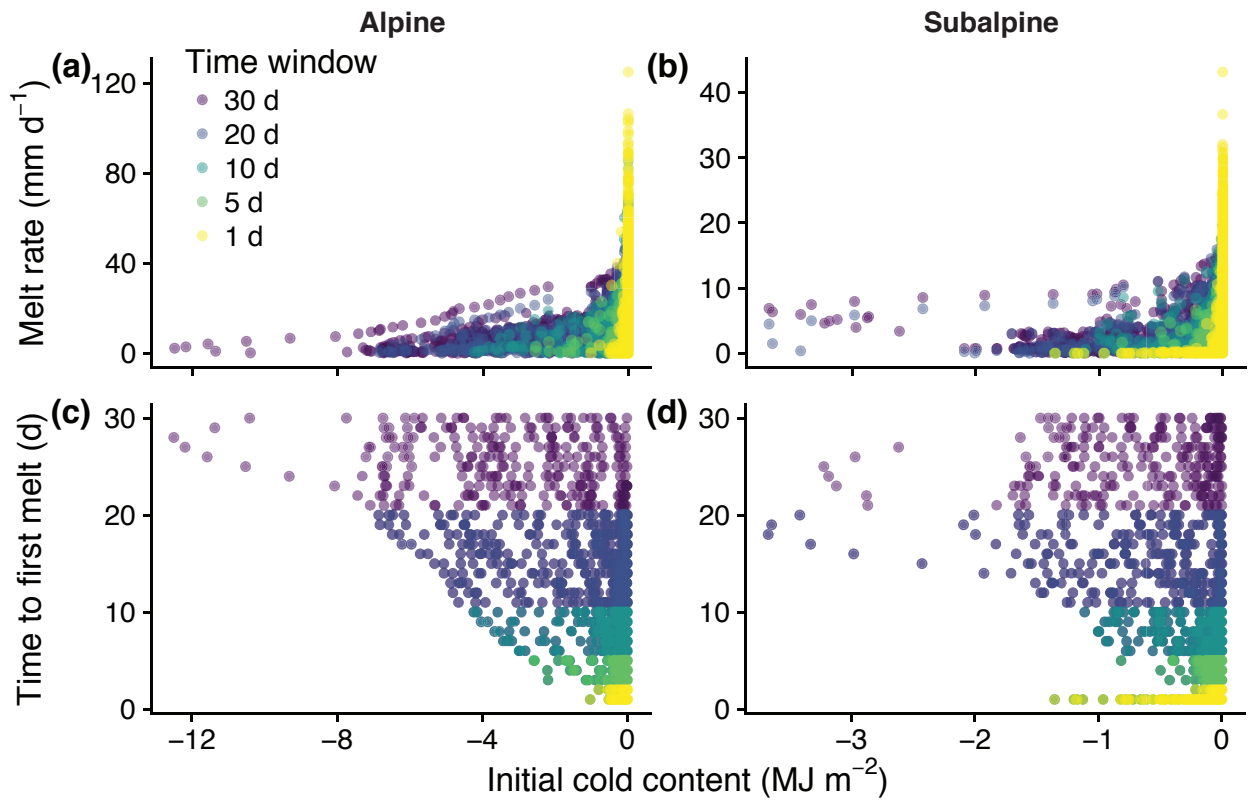 Alpine
Subalpine
(a)
Time window
30 d
20 d
10 d
5 d
1 d
Melt rate (mm d⁻¹)
120
80
40
0
(b)
40
30
20
10
0
(c)
Time to first melt (d)
30
20
10
0
−12
−8
−4
0
(d)
30
20
10
0
−3
−2
−1
0
Initial cold content (MJ m⁻²)